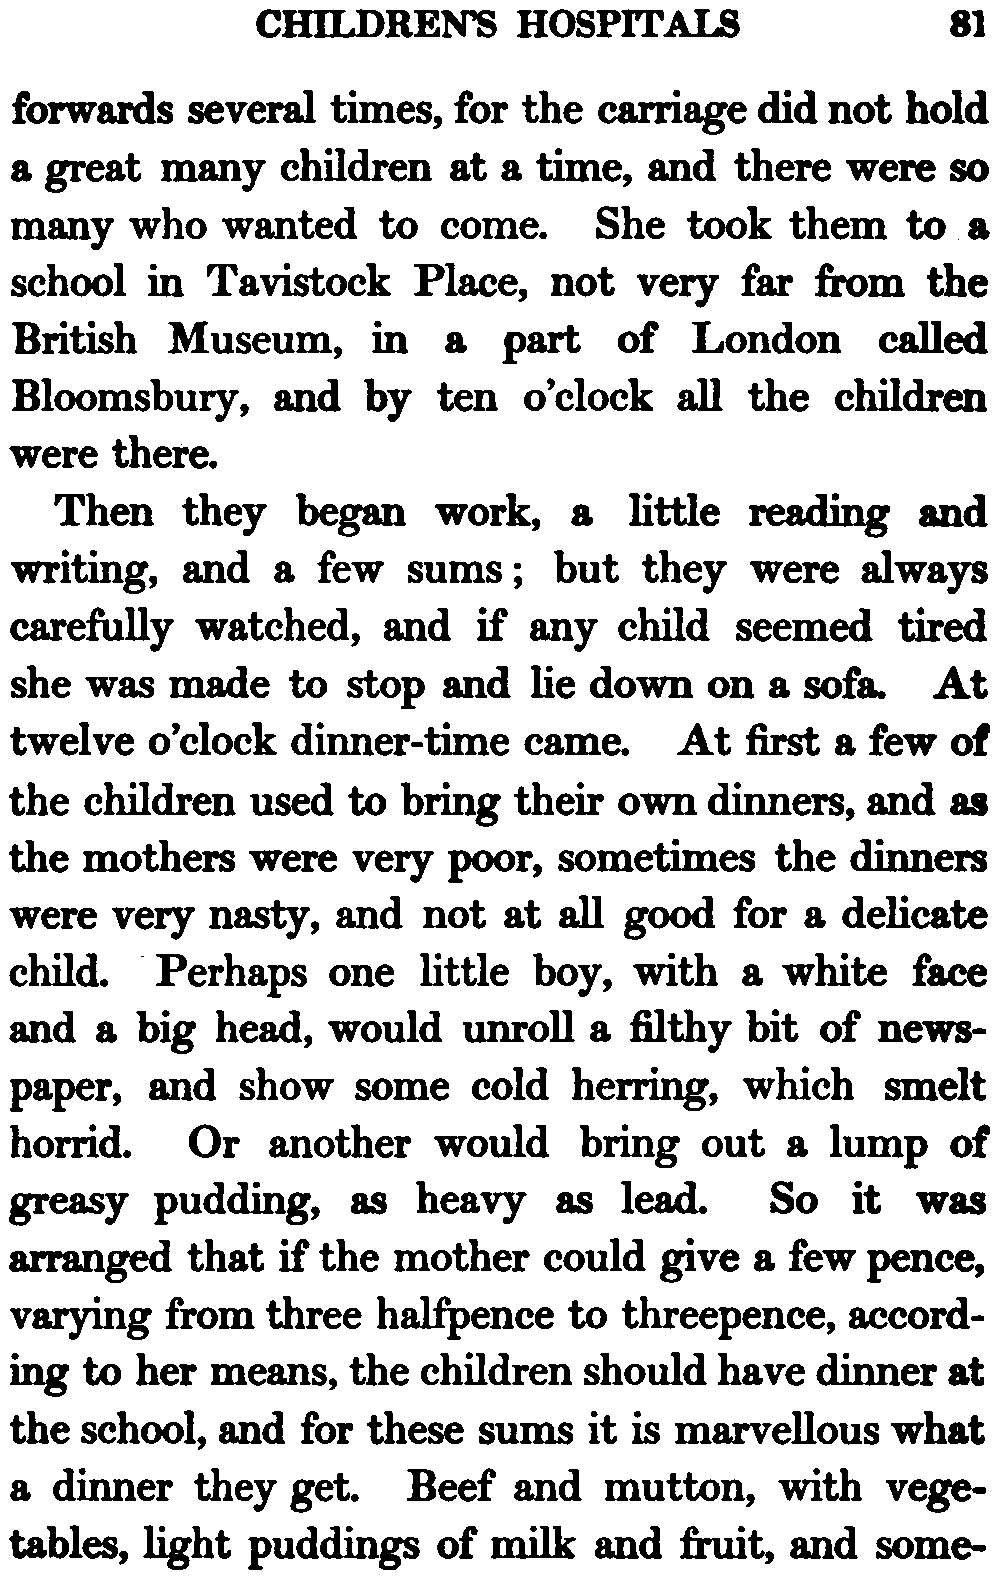 CHILDREN'S HOSPITALS 81
forwards several times, for the carriage did not hold
a great many children at a time, and there were so
many who wanted to come. She took them to a
school in Tavistock Place, not very far from the
British Museum, in a part of London called
Bloomsbury, and by ten o'clock all the children
were there.
Then they began work, a little reading and
writing, and a few sums; but they were always
carefully watched, and if any child seemed tired
she was made to stop and lie down on a sofa. At
twelve o'clock dinner-time came. At first a few of
the children used to bring their own dinners, and as
the mothers were very poor, sometimes the dinners
were very nasty, and not at all good for a delicate
child. Perhaps one little boy, with a white face
and a big head, would unroll a filthy bit of news-
paper, and show some cold herring, which smelt
horrid. Or another would bring out a lump of
greasy pudding, as heavy as lead. So it was
arranged that if the mother could give a few pence,
varying from three halfpence to threepence, accord-
ing to her means, the children should have dinner at
the school, and for these sums it is marvellous what
a dinner they get. Beef and mutton, with vege-
tables, light puddings of milk and fruit, and some-